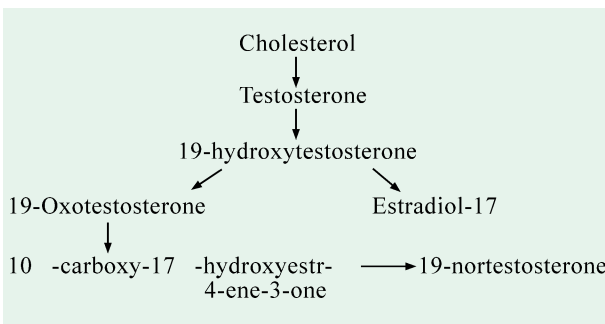 Cholesterol
Testosterone
19-hydroxytestosterone
19-Oxotestosterone
Estradiol-17
10 -carboxy-17 -hydroxyestr-
4-ene-3-one
19-nortestosterone